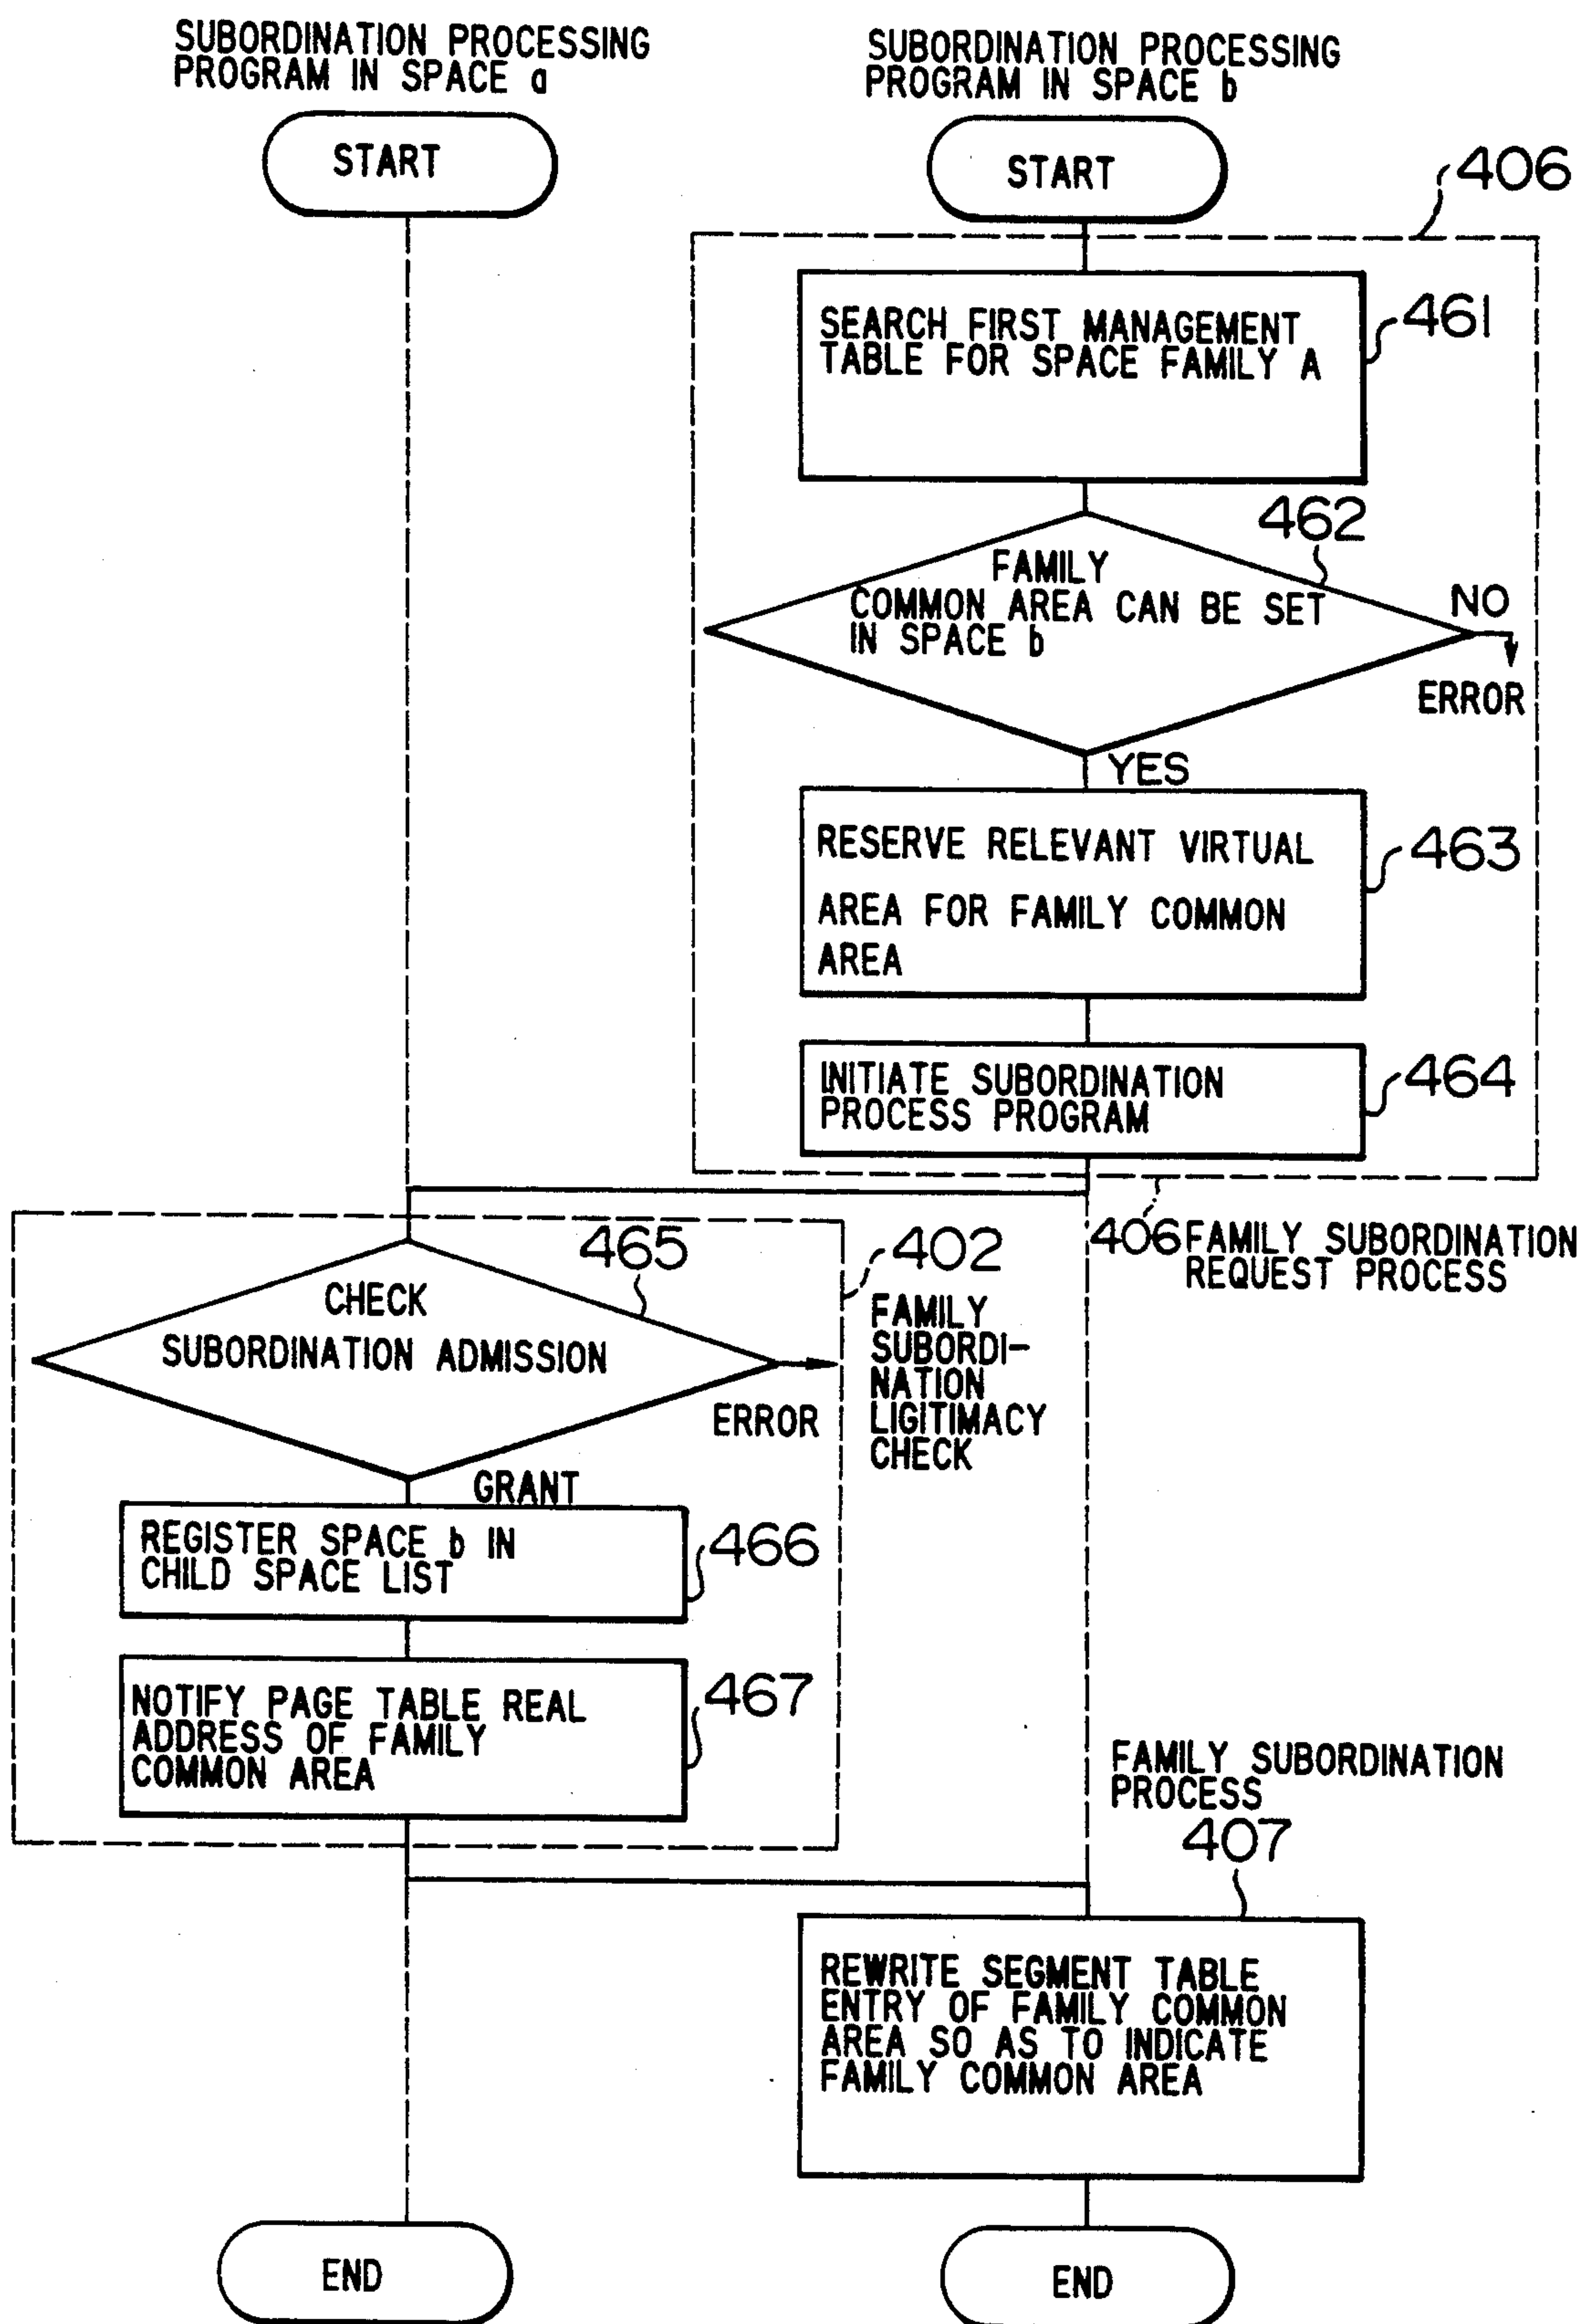 SUBORDINATION PROCESSING
PROGRAM IN SPACE a
START
SUBORDINATION PROCESSING
PROGRAM IN SPACE b
START
406
SEARCH FIRST MANAGEMENT
TABLE FOR SPACE FAMILY A
461
462
FAMILY
COMMON AREA CAN BE SET
IN SPACE b
NO
ERROR
YES
RESERVE RELEVANT VIRTUAL
AREA FOR FAMILY COMMON
AREA
463
INITIATE SUBORDINATION
PROCESS PROGRAM
464
406 FAMILY SUBORDINATION
REQUEST PROCESS
465
CHECK
SUBORDINATION ADMISSION
ERROR
GRANT
402
FAMILY
SUBORDI-
NATION
LIGITIMACY
CHECK
REGISTER SPACE b IN
CHILD SPACE LIST
466
NOTIFY PAGE TABLE REAL
ADDRESS OF FAMILY
COMMON AREA
467
FAMILY SUBORDINATION
PROCESS
407
REWRITE SEGMENT TABLE
ENTRY OF FAMILY COMMON
AREA SO AS TO INDICATE
FAMILY COMMON AREA
END
END